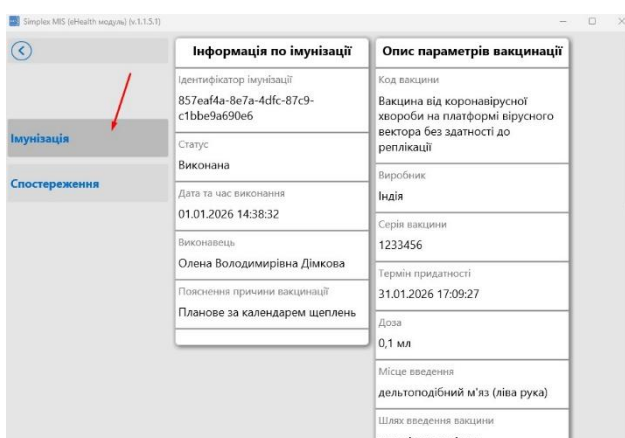 Simplex MIS (eHealth модуль) (v.1.1.5.1)
Імунізація
Спостереження
Інформація по імунізації
Ідентифікатор імунізації
857eaf4a-8e7a-4dfc-87c9-
c1bbe9a690e6
Статус
Виконана
Дата та час виконання
01.01.2026 14:38:32
Виконавець
Олена Володимирівна Дімкова
Пояснення причини вакцинації
Планове за календарем щеплень
Опис параметрів вакцинації
Код вакцини
Вакцина від коронавірусної
хвороби на платформі вірусного
вектора без здатності до
реплікації
Виробник
Індія
Серія вакцини
1233456
Термін придатності
31.01.2026 17:09:27
Доза
0,1 мл
Місце введення
дельтоподібний м'яз (ліва рука)
Шлях введення вакцини